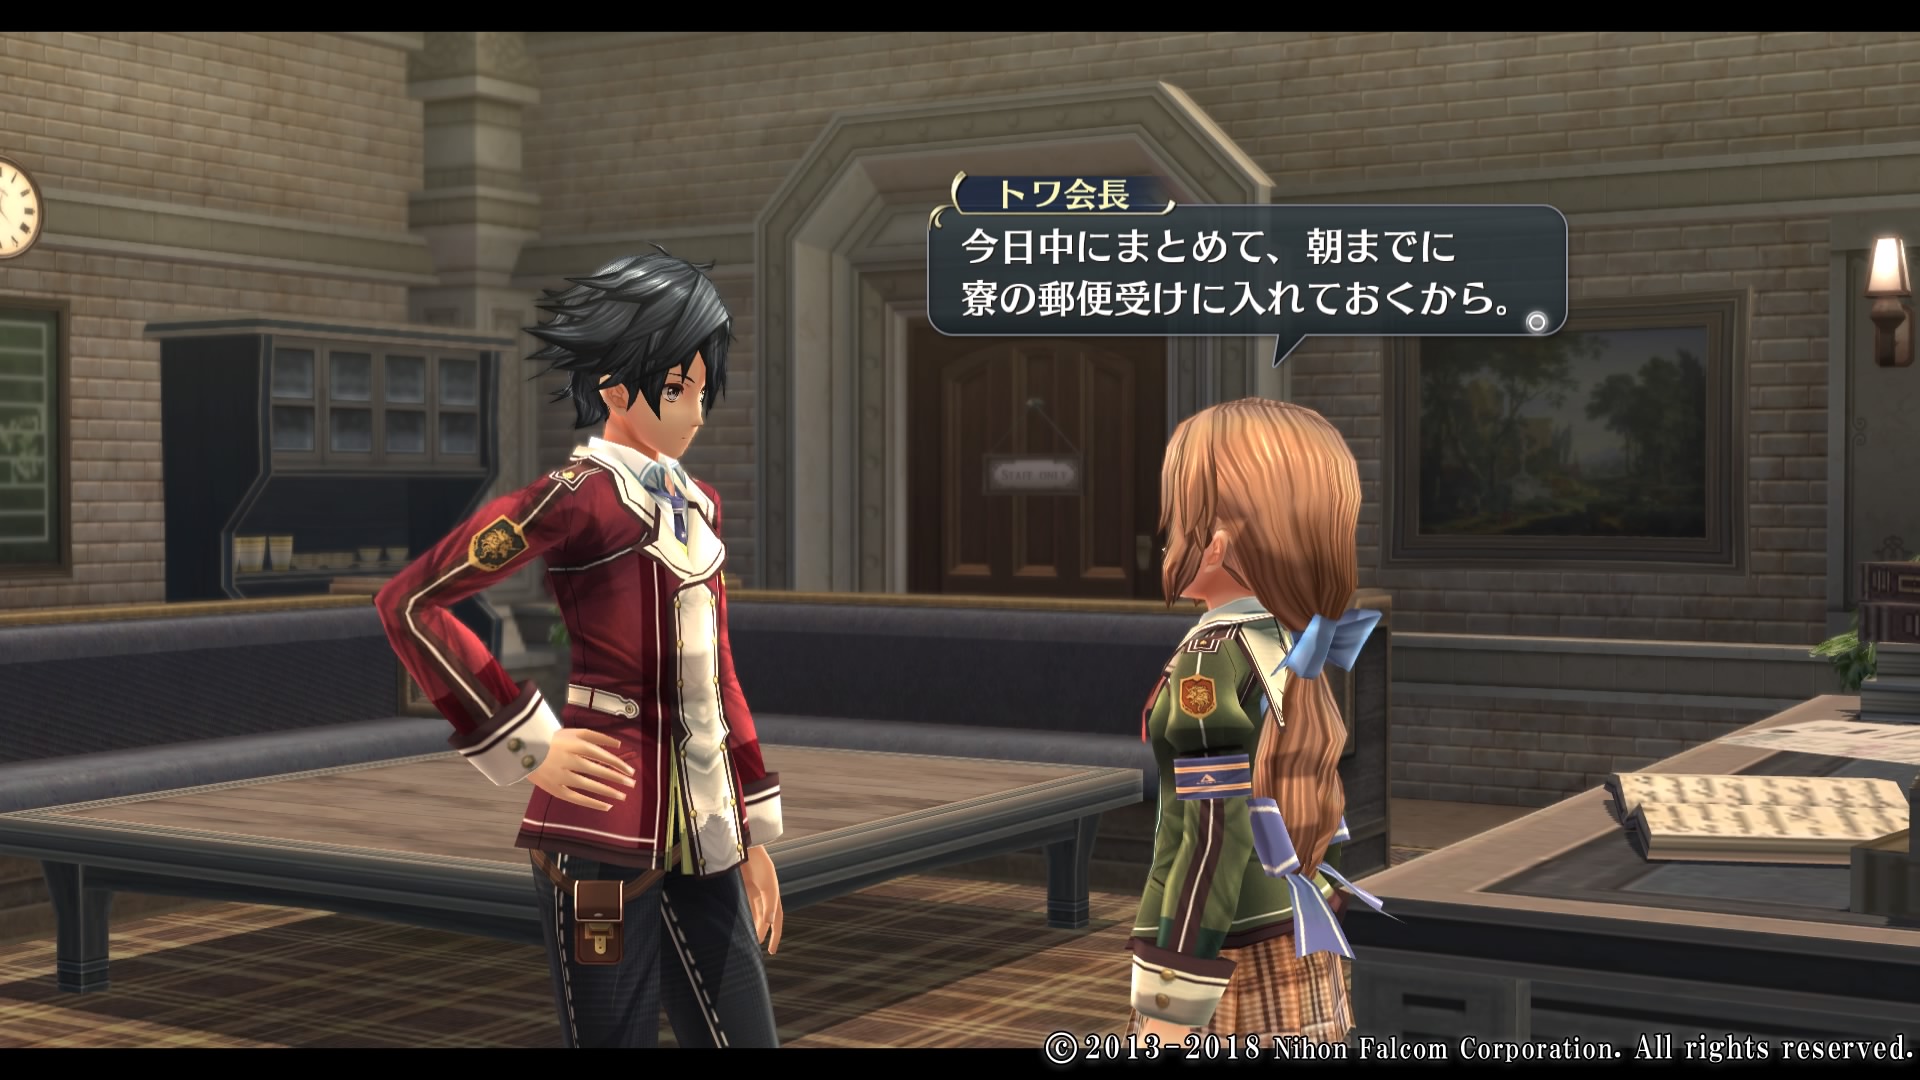 トワ会長
今日中にまとめて、朝までに
寮の郵便受けに入れておくから。
STAFF ONLY
©2013-2018 Nihon Falcom Corporation. All rights reserved.